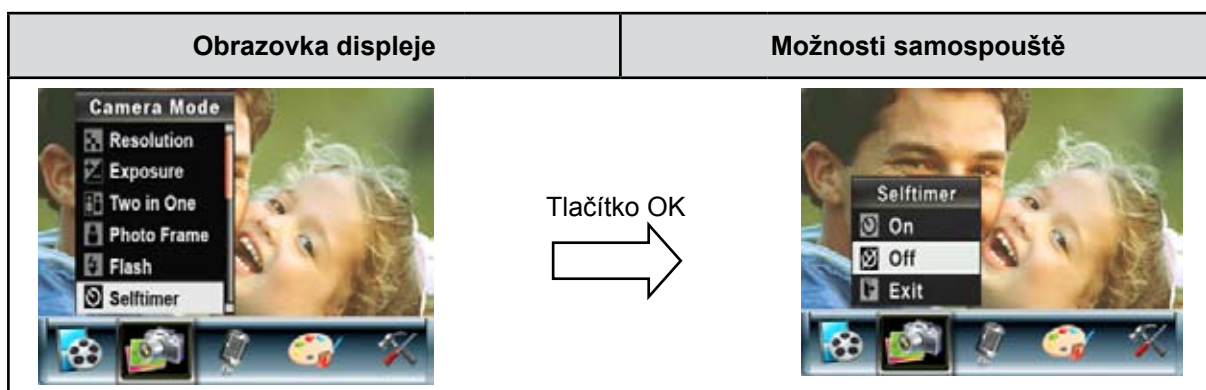 Obrazovka displeje
Možnosti samospouště
Camera Mode
Resolution
Exposure
Two in One
Photo Frame
Flash
Selftimer
Tlačítko OK
Selftimer
On
Off
Exit